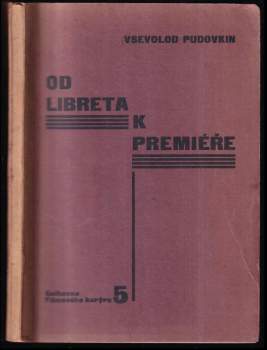 VSEVOLOD PUDOVKIN
OD
LIBRETA
K
PREMIÉŘE
Knihovna
Filmového kurýru 5